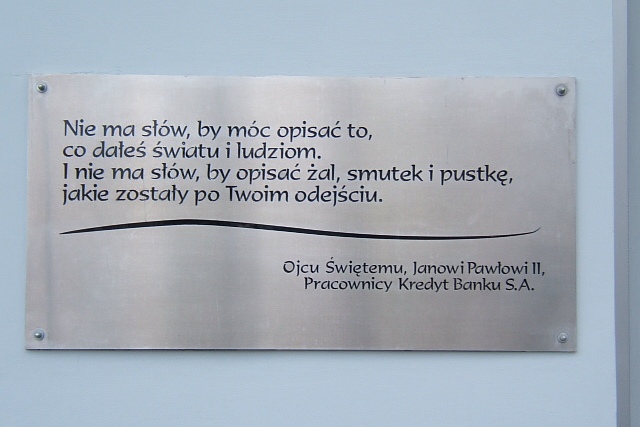 Nie ma słów, by móc opisać to,
co dałeś światu i ludziom.
I nie ma słów, by opisać żal, smutek i pustkę,
jakie zostały po Twoim odejściu.
Ojcu Świętemu, Janowi Pawłowi II,
Pracownicy Kredyt Banku S.A.